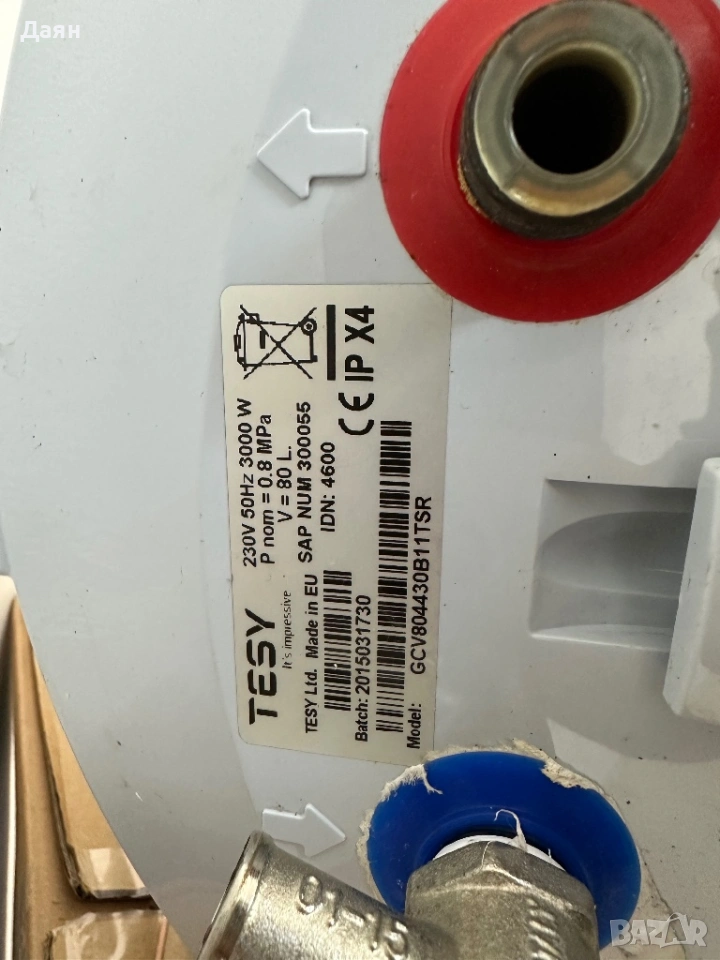 Даян
TESY
It's impressive
230V 50Hz 3000 W
P nom = 0.8 MPa
V = 80 L.
TESY Ltd. Made in EU
SAP NUM 300055
IDN: 4600
CE IP X4
Batch: 2015031730
Model: GCV804430B11TSR
BAZAR